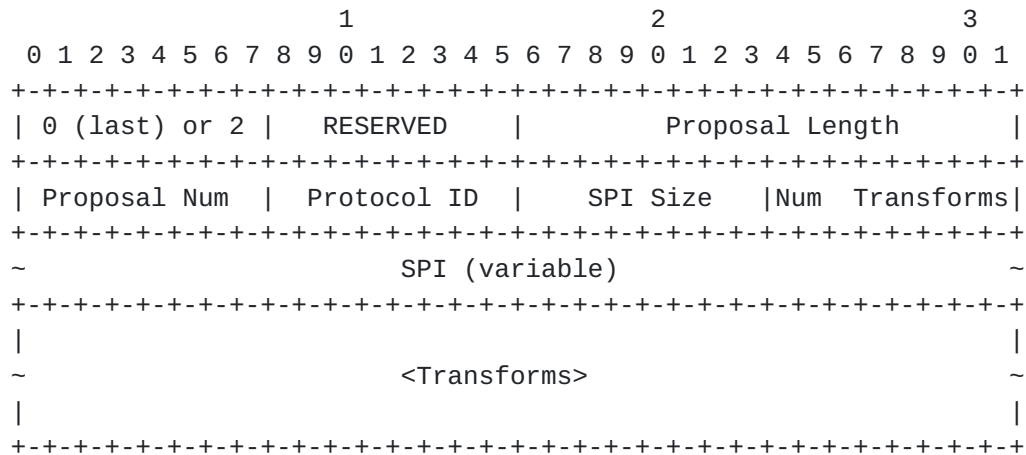 1                   2                   3
 0 1 2 3 4 5 6 7 8 9 0 1 2 3 4 5 6 7 8 9 0 1 2 3 4 5 6 7 8 9 0 1
+-+-+-+-+-+-+-+-+-+-+-+-+-+-+-+-+-+-+-+-+-+-+-+-+-+-+-+-+-+-+-+-+
| 0 (last) or 2 |   RESERVED    |         Proposal Length       |
+-+-+-+-+-+-+-+-+-+-+-+-+-+-+-+-+-+-+-+-+-+-+-+-+-+-+-+-+-+-+-+-+
| Proposal Num  |  Protocol ID  |    SPI Size   |Num  Transforms|
+-+-+-+-+-+-+-+-+-+-+-+-+-+-+-+-+-+-+-+-+-+-+-+-+-+-+-+-+-+-+-+-+
~                        SPI (variable)                         ~
+-+-+-+-+-+-+-+-+-+-+-+-+-+-+-+-+-+-+-+-+-+-+-+-+-+-+-+-+-+-+-+-+
|                                                               |
~                        <Transforms>                           ~
|                                                               |
+-+-+-+-+-+-+-+-+-+-+-+-+-+-+-+-+-+-+-+-+-+-+-+-+-+-+-+-+-+-+-+-+